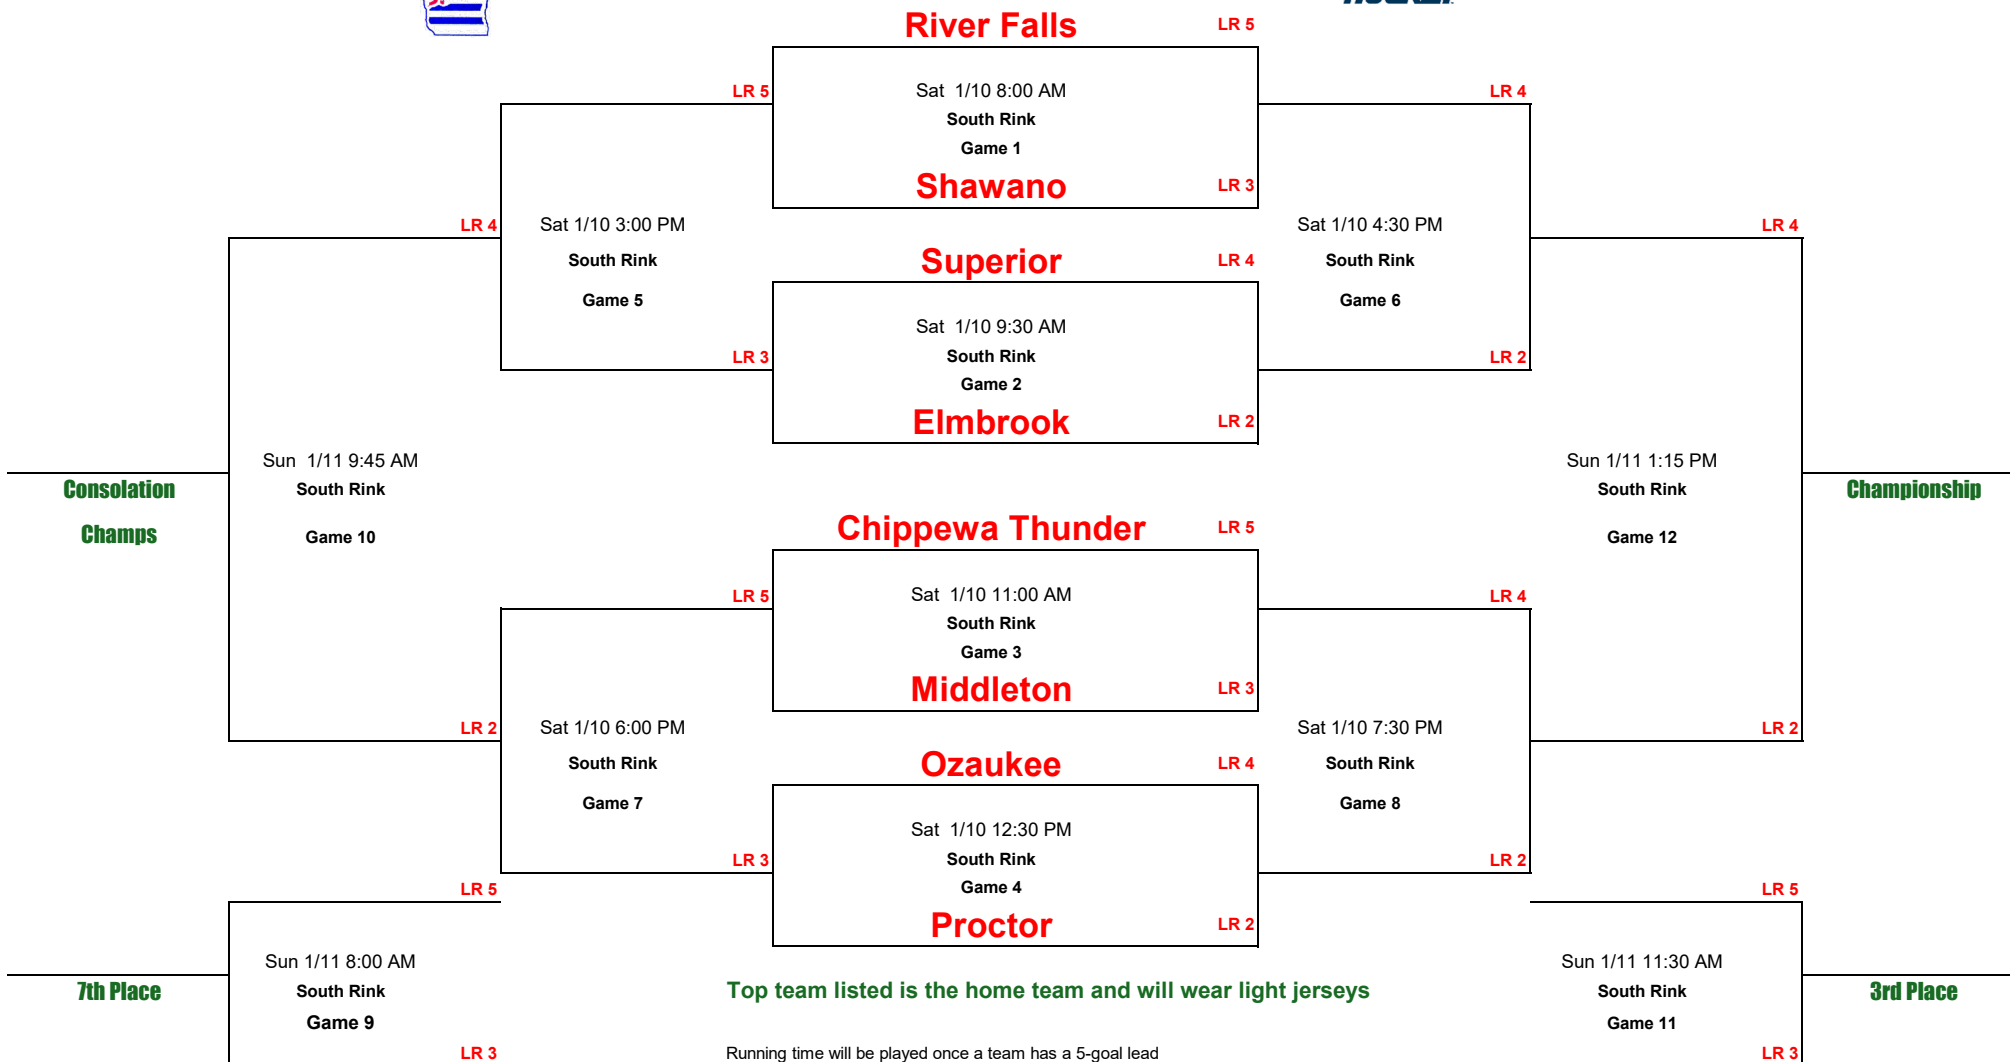 River Falls LR 5
LR 5 Sat 1/10 8:00 AM LR 4
South Rink
Game 1
Shawano LR 3
LR 4 Sat 1/10 3:00 PM Sat 1/10 4:30 PM LR 4
South Rink Superior LR 4 South Rink
Game 5 Game 6
Sat 1/10 9:30 AM
LR 3 South Rink LR 2
Game 2
Elmbrook LR 2
Sun 1/11 9:45 AM Sun 1/11 1:15 PM
Consolation South Rink South Rink Championship
Champs Game 10 Chippewa Thunder LR 5 Game 12
LR 5 Sat 1/10 11:00 AM LR 4
South Rink
Game 3
Middleton LR 3
LR 2 Sat 1/10 6:00 PM Sat 1/10 7:30 PM LR 2
South Rink Ozaukee LR 4 South Rink
Game 7 Game 8
Sat 1/10 12:30 PM
LR 3 South Rink LR 2
LR 5 Game 4 LR 5
Proctor LR 2
Sun 1/11 8:00 AM Sun 1/11 11:30 AM
7th Place South Rink Top team listed is the home team and will wear light jerseys South Rink 3rd Place
Game 9 Game 11
LR 3 Running time will be played once a team has a 5-goal lead LR 3